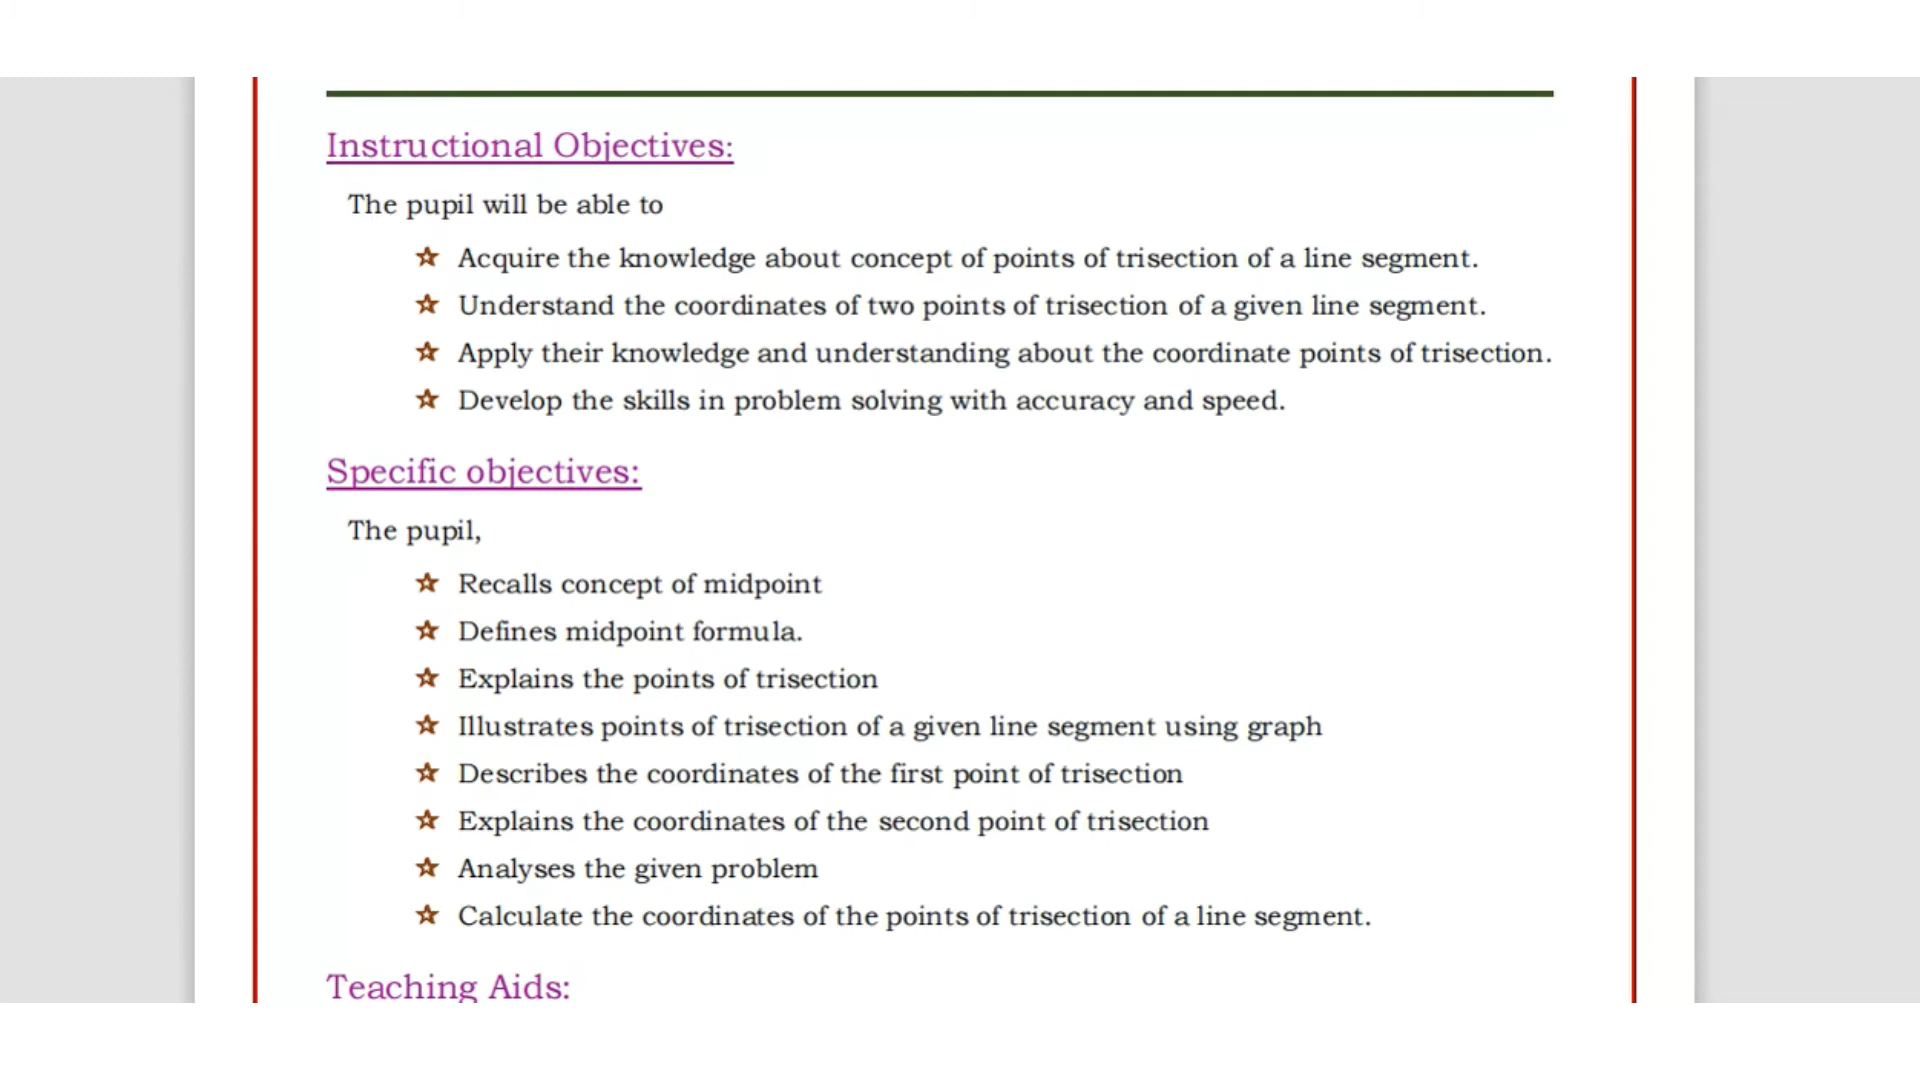 Instructional Objectives:
The pupil will be able to
Acquire the knowledge about concept of points of trisection of a line segment.
Understand the coordinates of two points of trisection of a given line segment.
Apply their knowledge and understanding about the coordinate points of trisection.
Develop the skills in problem solving with accuracy and speed.
Specific objectives:
The pupil,
Recalls concept of midpoint
Defines midpoint formula.
Explains the points of trisection
Illustrates points of trisection of a given line segment using graph
Describes the coordinates of the first point of trisection
Explains the coordinates of the second point of trisection
Analyses the given problem
Calculate the coordinates of the points of trisection of a line segment.
Teaching Aids: